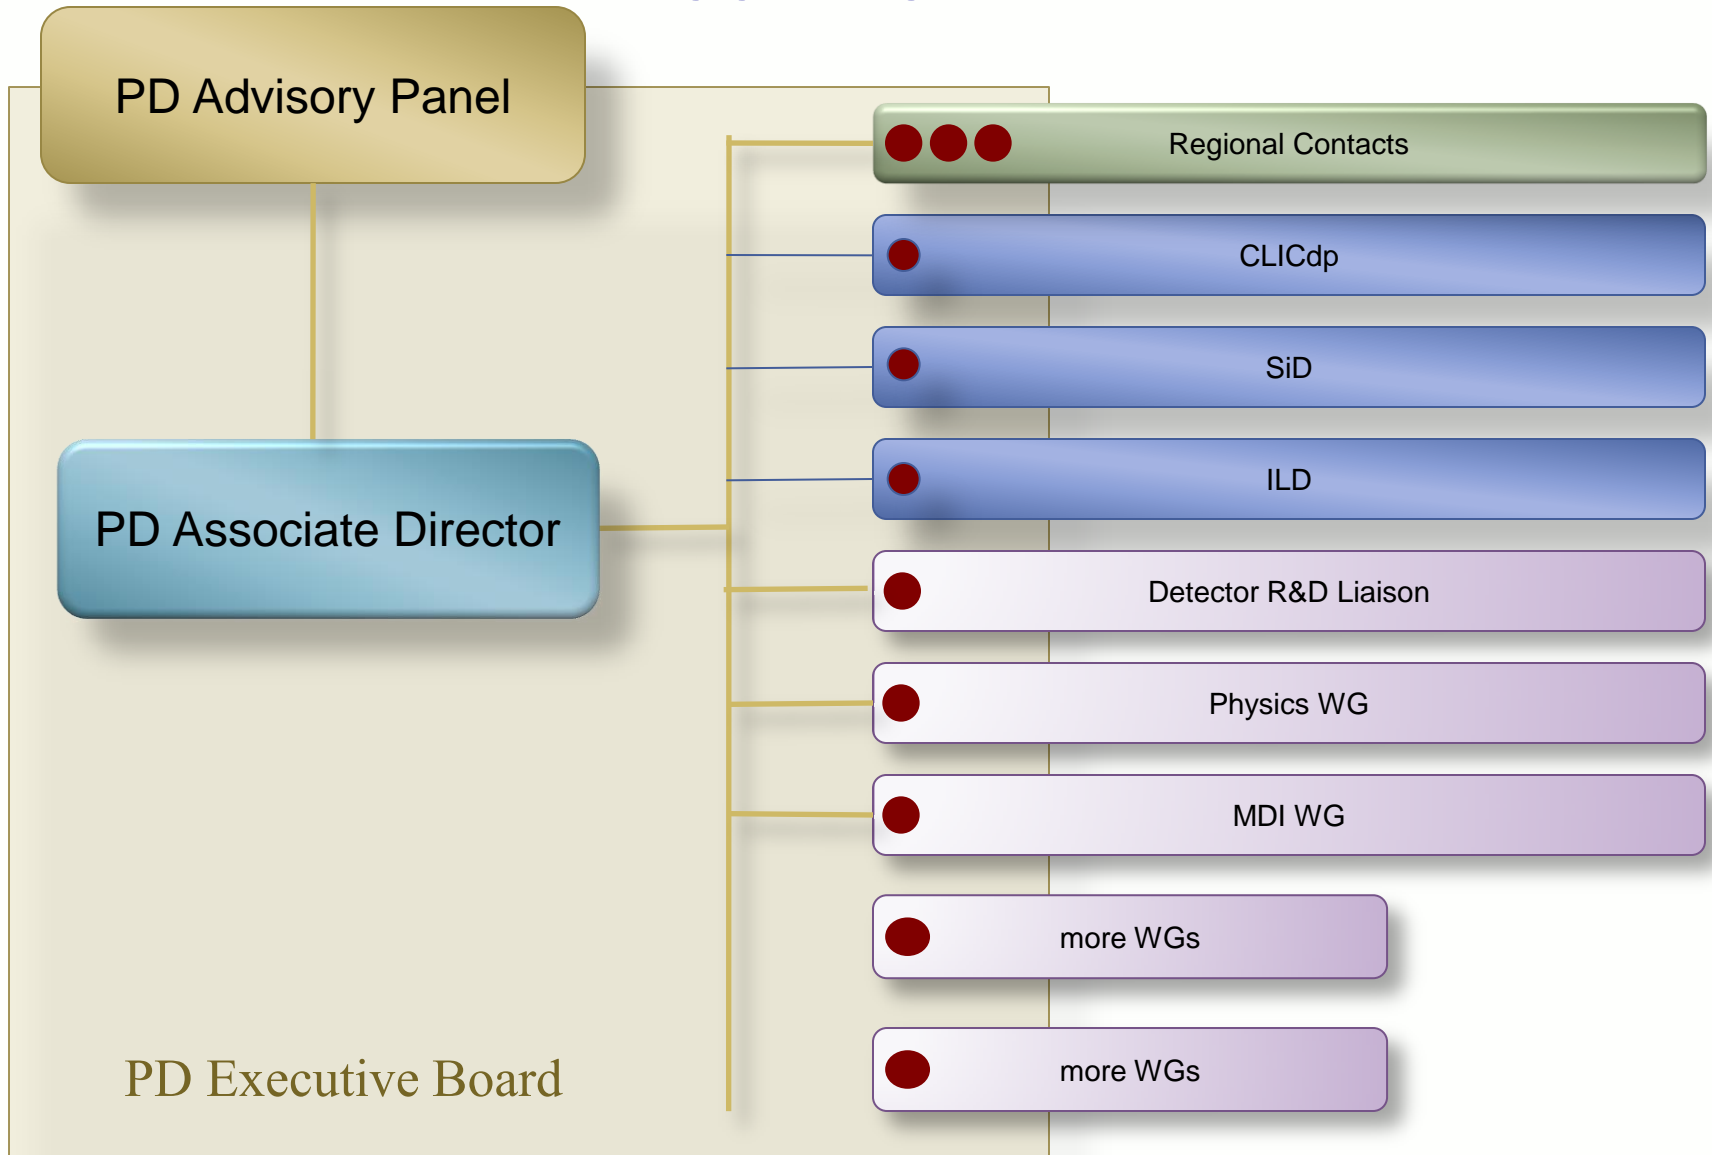 PD Advisory Panel
Regional Contacts
CLICdp
SiD
ILD
PD Associate Director
Detector R&D Liaison
Physics WG
MDI WG
more WGs
more WGs
PD Executive Board